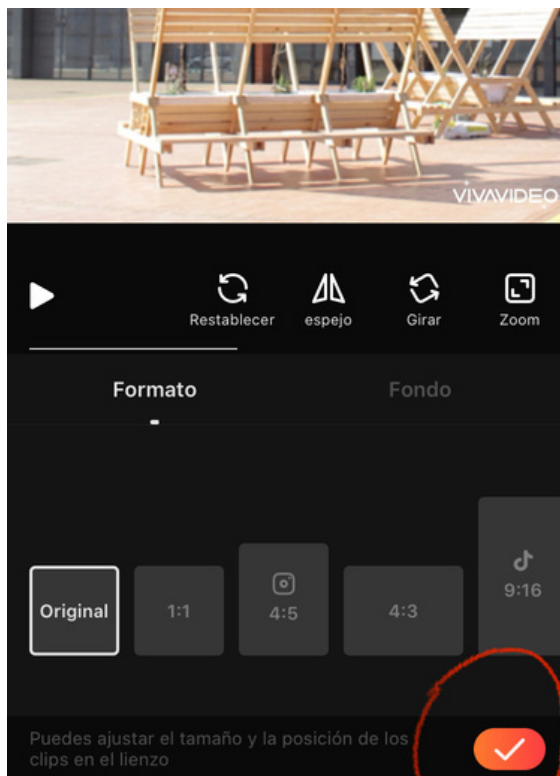 VIVAVIDEO
Restablecer espejo Girar Zoom
Formato Fondo
Original 1:1 4:5 4:3 9:16
Puedes ajustar el tamaño y la posición de los
clips en el lienzo